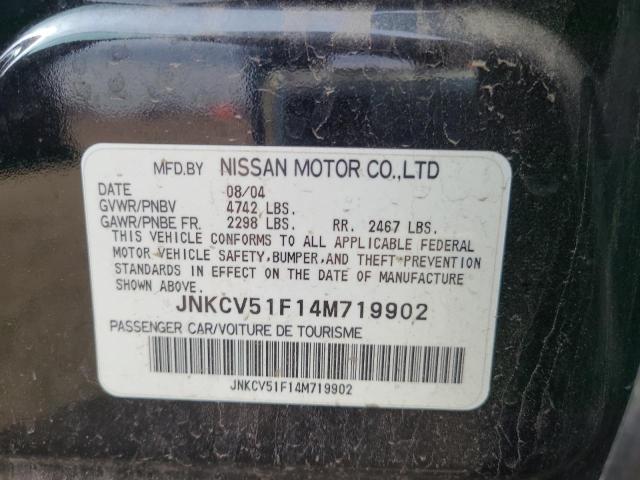 MFD.BY NISSAN MOTOR CO.,LTD
DATE 08/04
GVWR/PNBV 4742 LBS.
GAWR/PNBE FR. 2298 LBS. RR. 2467 LBS.
THIS VEHICLE CONFORMS TO ALL APPLICABLE FEDERAL
MOTOR VEHICLE SAFETY, BUMPER, AND THEFT PREVENTION
STANDARDS IN EFFECT ON THE DATE OF MANUFACTURE
SHOWN ABOVE.
JNKCV51F14M719902
PASSENGER CAR/VOITURE DE TOURISME
JNKCV51F14M719902